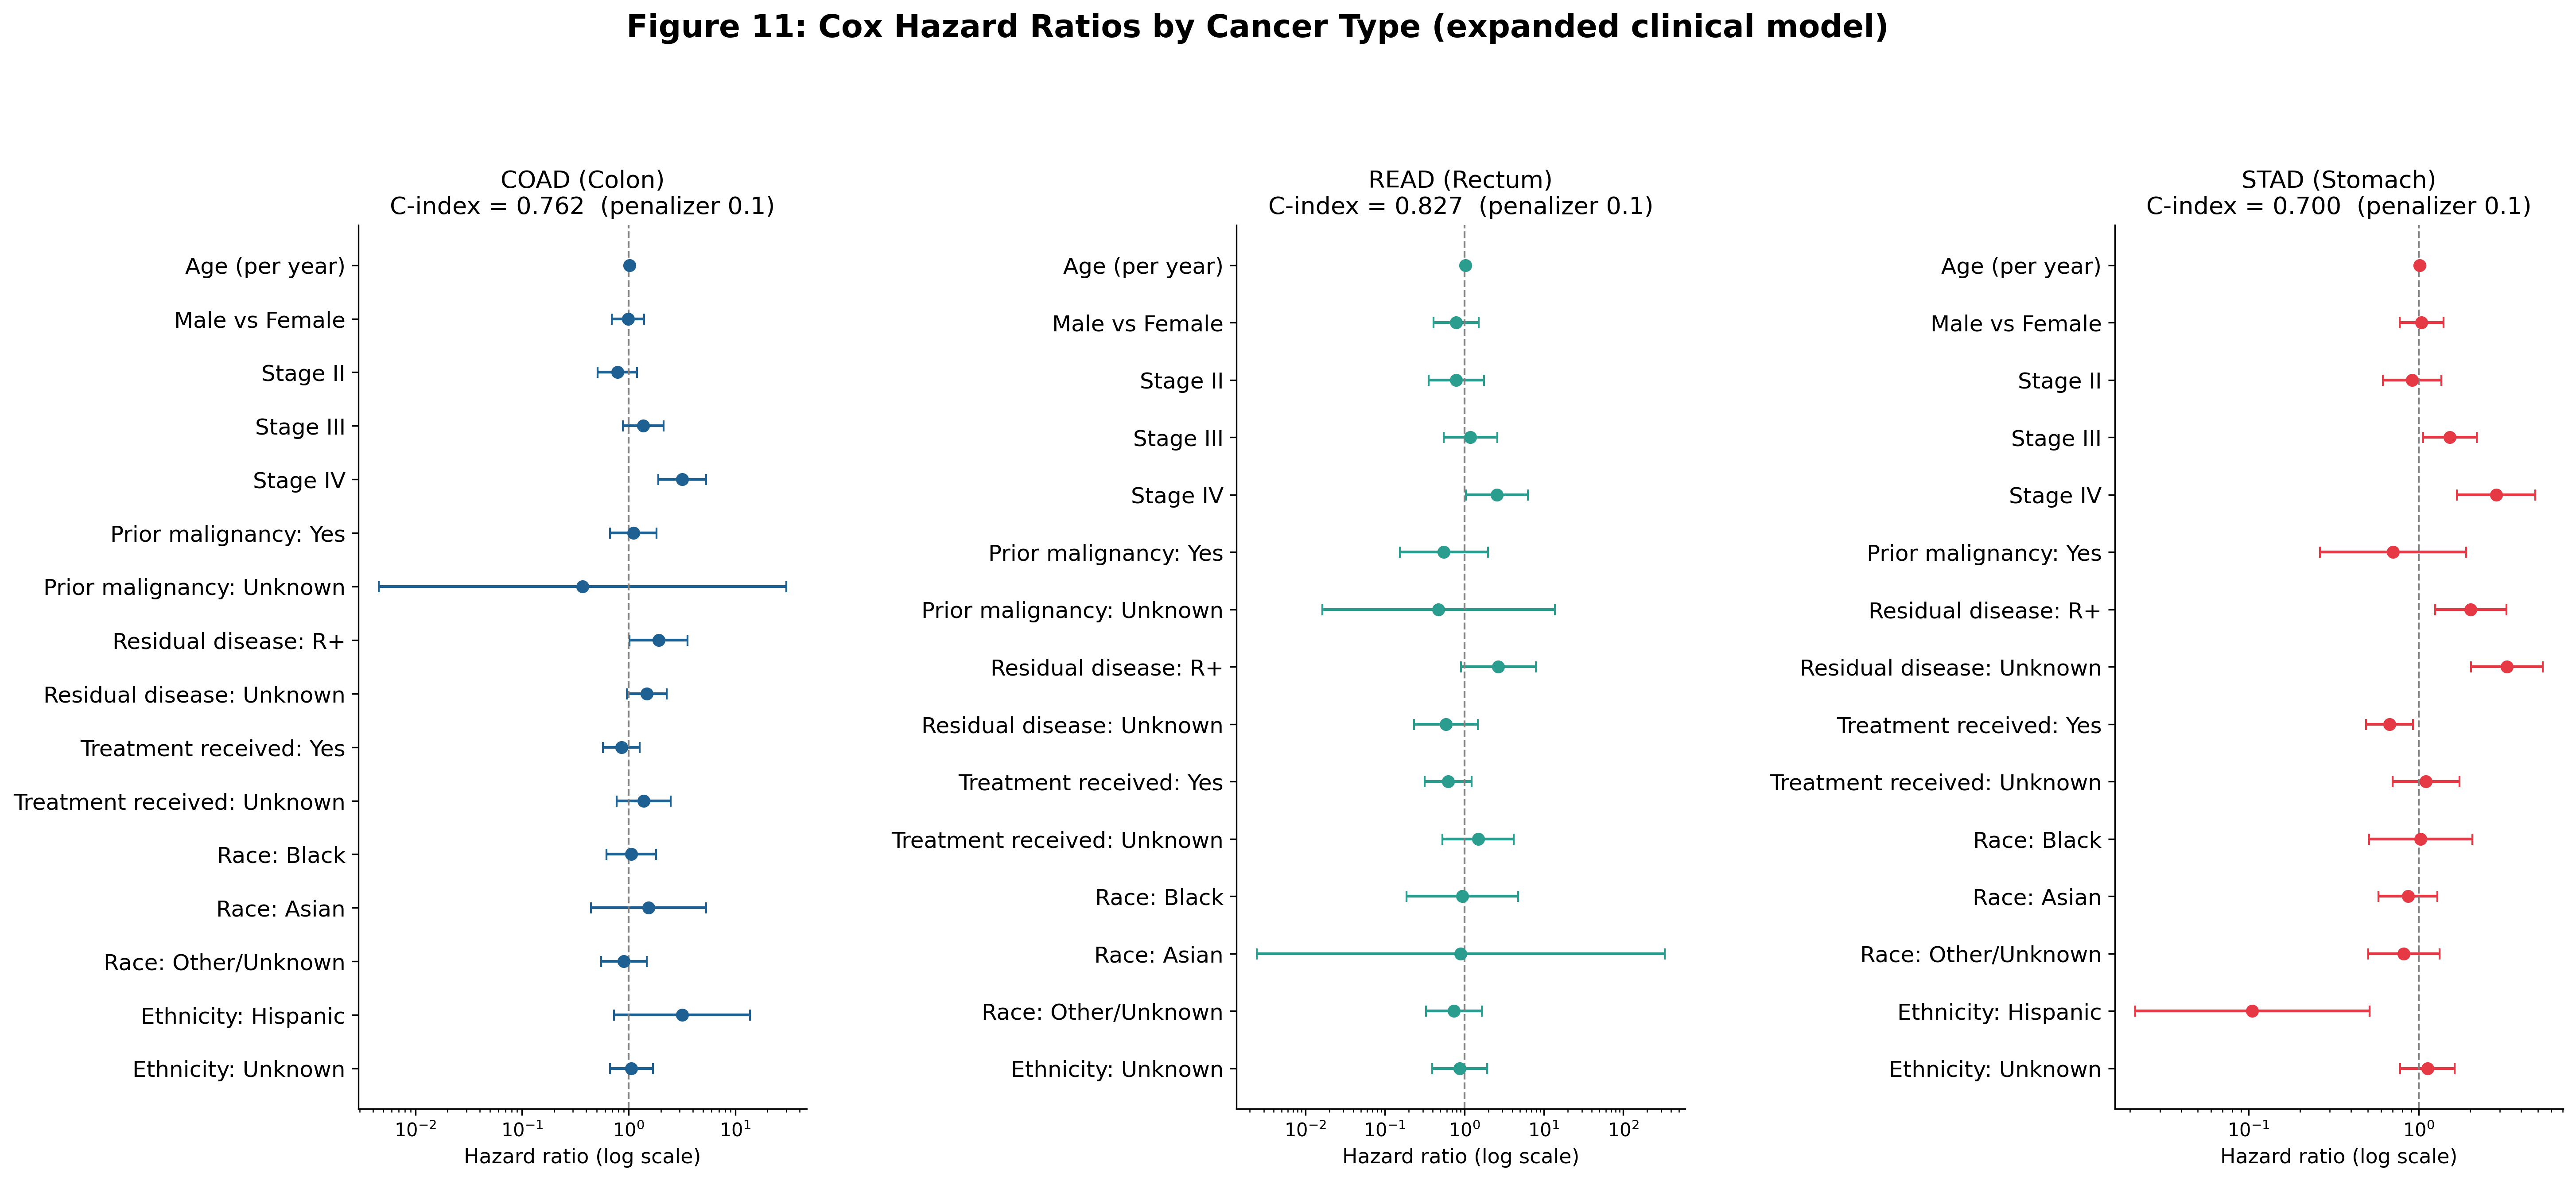 Figure 11: Cox Hazard Ratios by Cancer Type (expanded clinical model)
COAD (Colon)
C-index = 0.762 (penalizer 0.1)
Age (per year)
Male vs Female
Stage II
Stage III
Stage IV
Prior malignancy: Yes
Prior malignancy: Unknown
Residual disease: R+
Residual disease: Unknown
Treatment received: Yes
Treatment received: Unknown
Race: Black
Race: Asian
Race: Other/Unknown
Ethnicity: Hispanic
Ethnicity: Unknown
10⁻² 10⁻¹ 10⁰ 10¹
Hazard ratio (log scale)
READ (Rectum)
C-index = 0.827 (penalizer 0.1)
Age (per year)
Male vs Female
Stage II
Stage III
Stage IV
Prior malignancy: Yes
Prior malignancy: Unknown
Residual disease: R+
Residual disease: Unknown
Treatment received: Yes
Treatment received: Unknown
Race: Black
Race: Asian
Race: Other/Unknown
Ethnicity: Unknown
10⁻² 10⁻¹ 10⁰ 10¹ 10²
Hazard ratio (log scale)
STAD (Stomach)
C-index = 0.700 (penalizer 0.1)
Age (per year)
Male vs Female
Stage II
Stage III
Stage IV
Prior malignancy: Yes
Residual disease: R+
Residual disease: Unknown
Treatment received: Yes
Treatment received: Unknown
Race: Black
Race: Asian
Race: Other/Unknown
Ethnicity: Hispanic
Ethnicity: Unknown
10⁻¹ 10⁰
Hazard ratio (log scale)